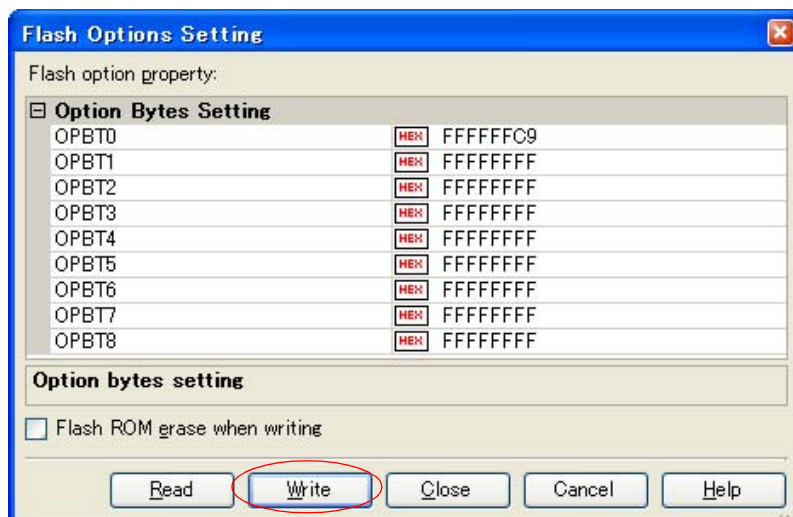 Flash Options Setting
Flash option property:
Option Bytes Setting
OPBT0 HEX FFFFFFC9
OPBT1 HEX FFFFFFFF
OPBT2 HEX FFFFFFFF
OPBT3 HEX FFFFFFFF
OPBT4 HEX FFFFFFFF
OPBT5 HEX FFFFFFFF
OPBT6 HEX FFFFFFFF
OPBT7 HEX FFFFFFFF
OPBT8 HEX FFFFFFFF
Option bytes setting
Flash ROM erase when writing
Read Write Close Cancel Help